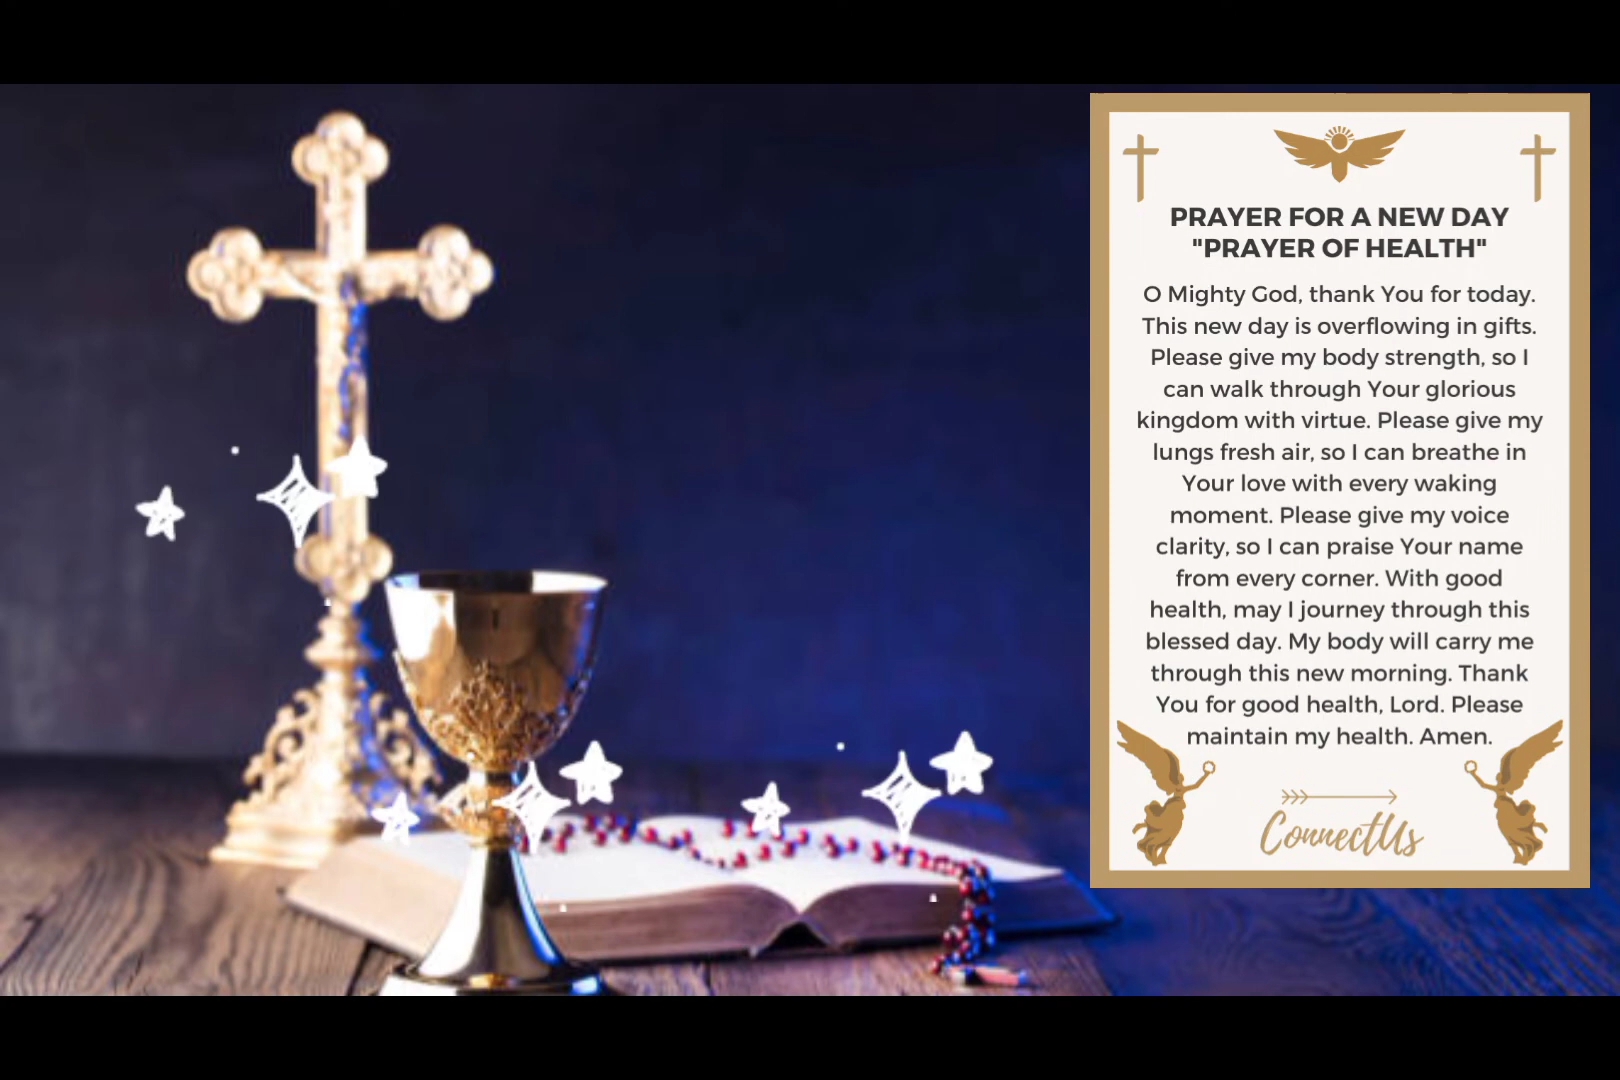 PRAYER FOR A NEW DAY
"PRAYER OF HEALTH"
O Mighty God, thank You for today.
This new day is overflowing in gifts.
Please give my body strength, so I
can walk through Your glorious
kingdom with virtue. Please give my
lungs fresh air, so I can breathe in
Your love with every waking
moment. Please give my voice
clarity, so I can praise Your name
from every corner. With good
health, may I journey through this
blessed day. My body will carry me
through this new morning. Thank
You for good health, Lord. Please
maintain my health. Amen.
ConnectUs